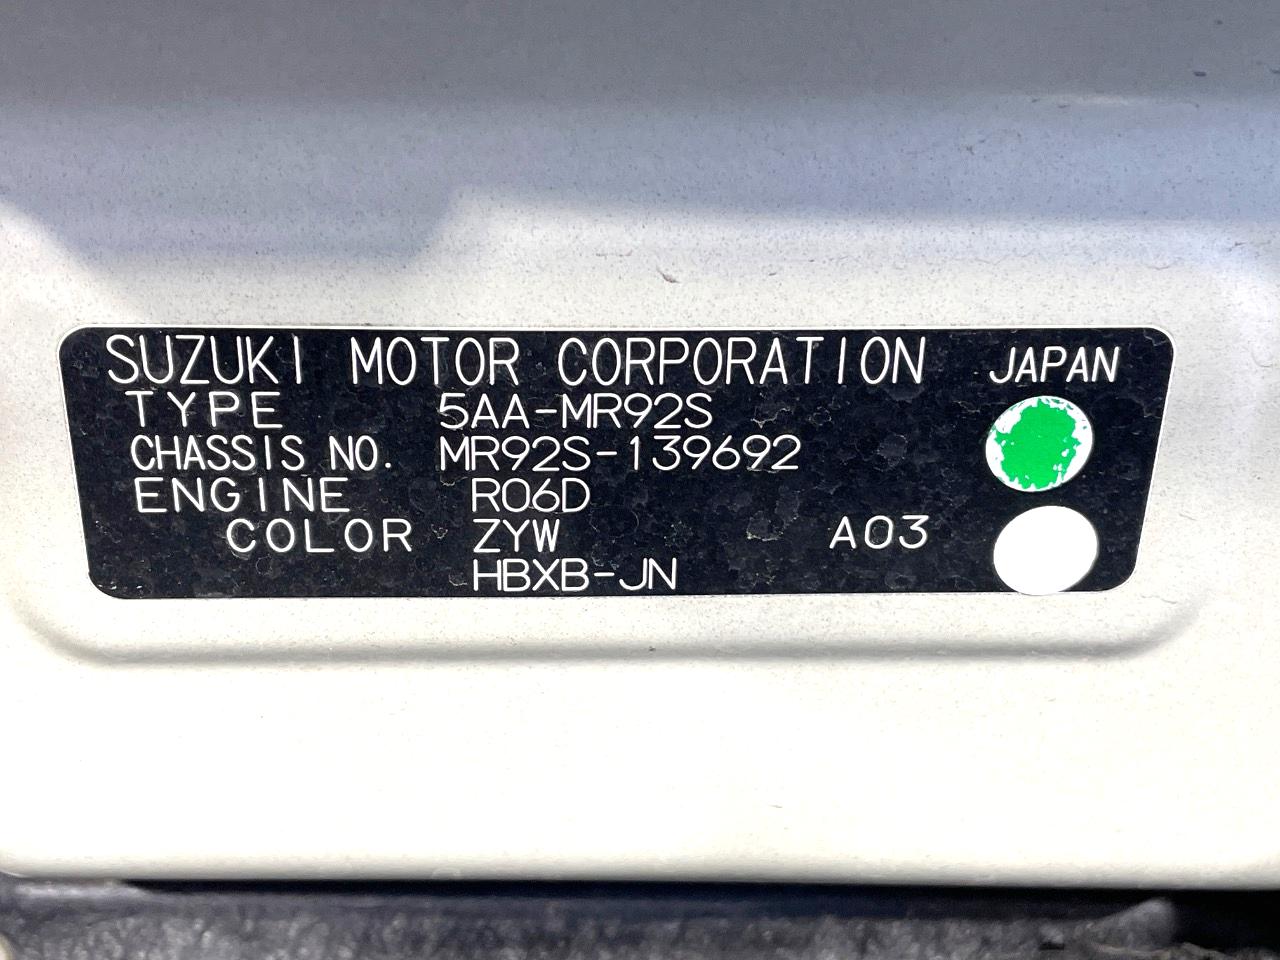 SUZUKI MOTOR CORPORATION JAPAN
TYPE 5AA-MR92S
CHASSIS NO. MR92S-139692
ENGINE R06D
COLOR ZYW A03
HBXB-JN